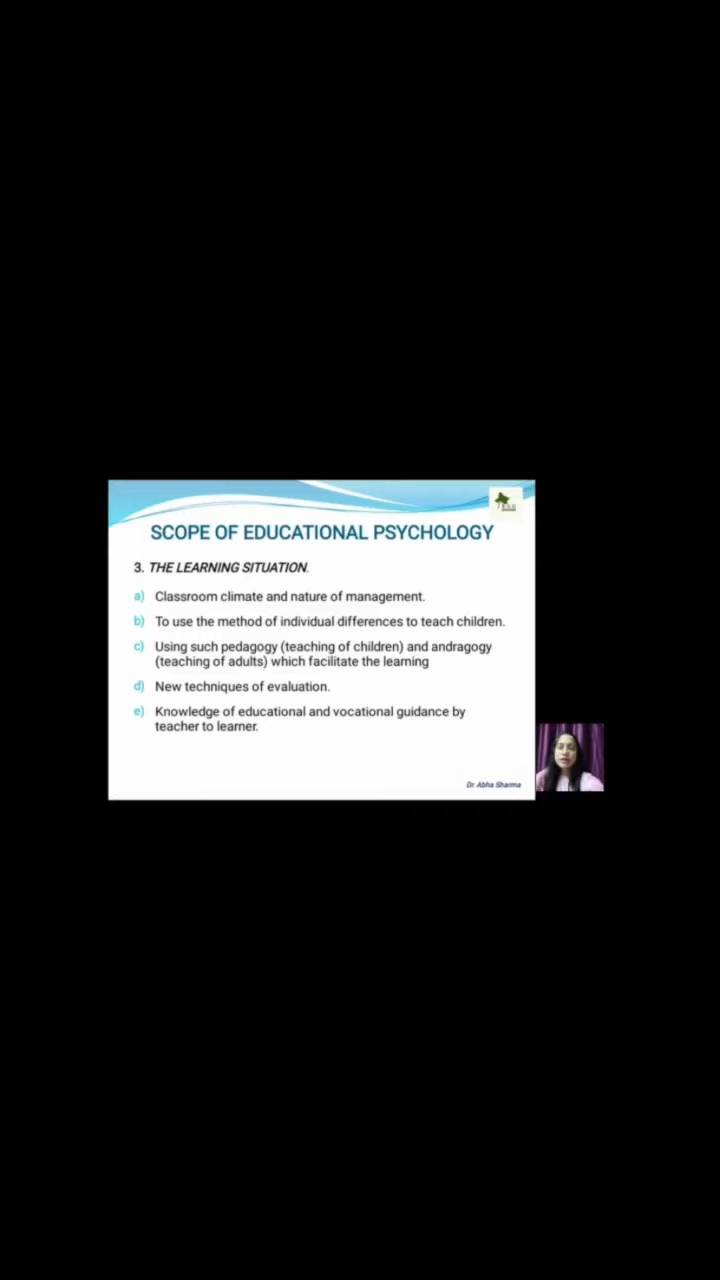 SCOPE OF EDUCATIONAL PSYCHOLOGY
3. THE LEARNING SITUATION.
a) Classroom climate and nature of management.
b) To use the method of individual differences to teach children.
c) Using such pedagogy (teaching of children) and andragogy
(teaching of adults) which facilitate the learning
d) New techniques of evaluation.
e) Knowledge of educational and vocational guidance by
teacher to learner.
Dr. Abha Sharma